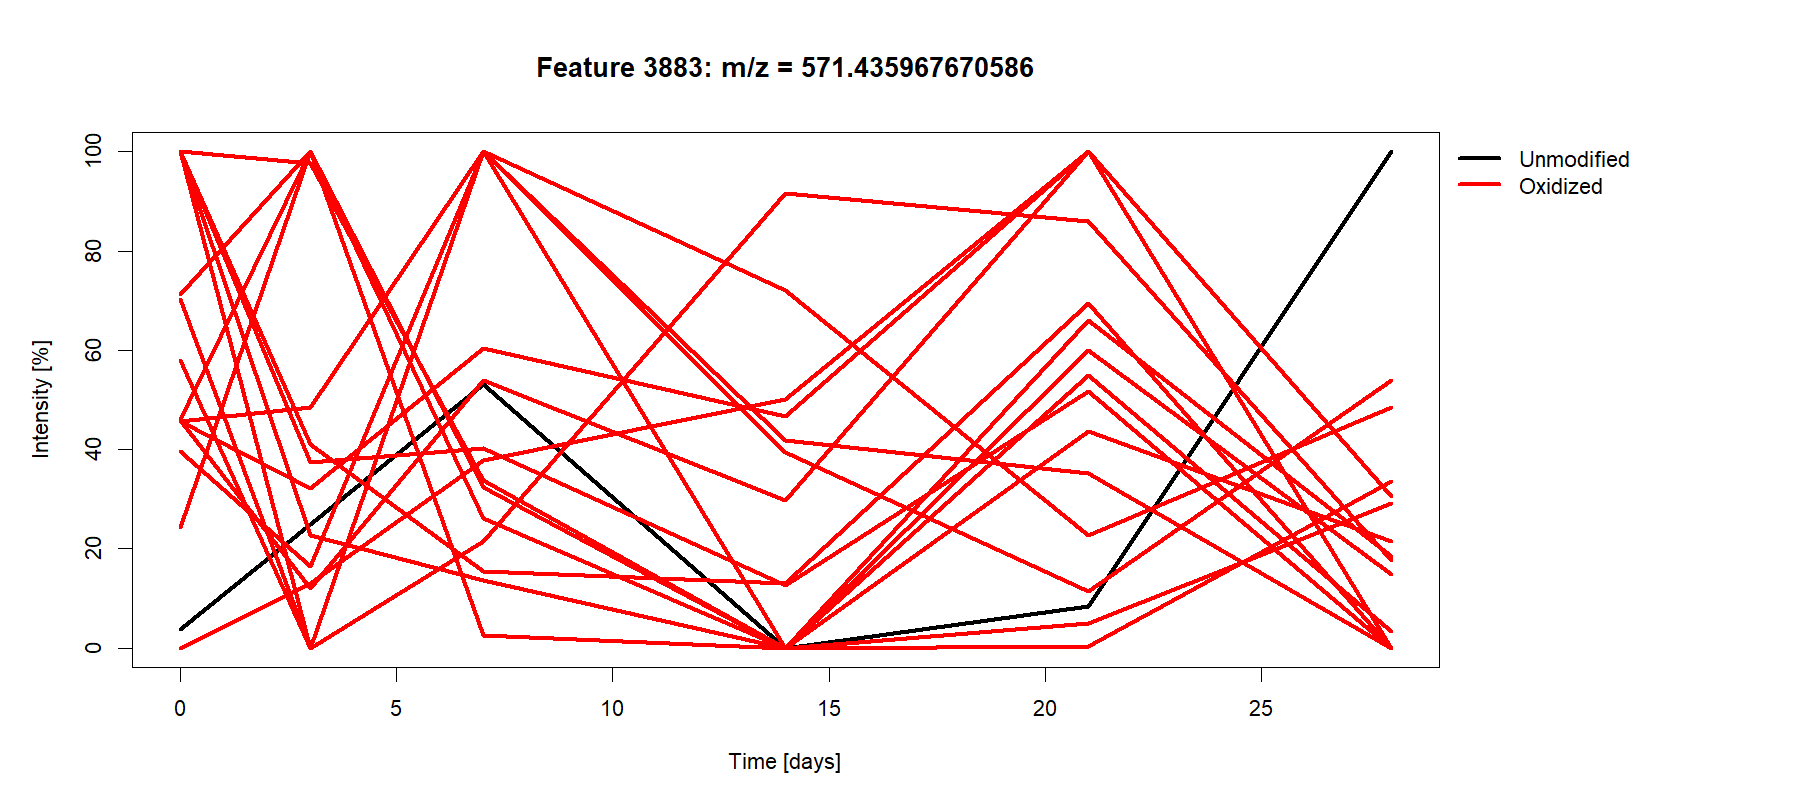 Feature 3883: m/z = 571.435967670586
Unmodified
Oxidized
100
80
60
40
20
0
Intensity [%]
0 5 10 15 20 25
Time [days]